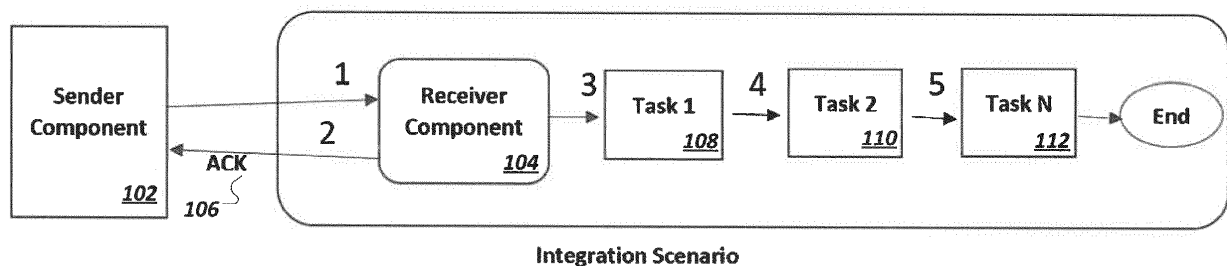 Sender
Component
102
1
2
ACK
106
Receiver
Component
104
3
Task 1
108
4
Task 2
110
5
Task N
112
End
Integration Scenario